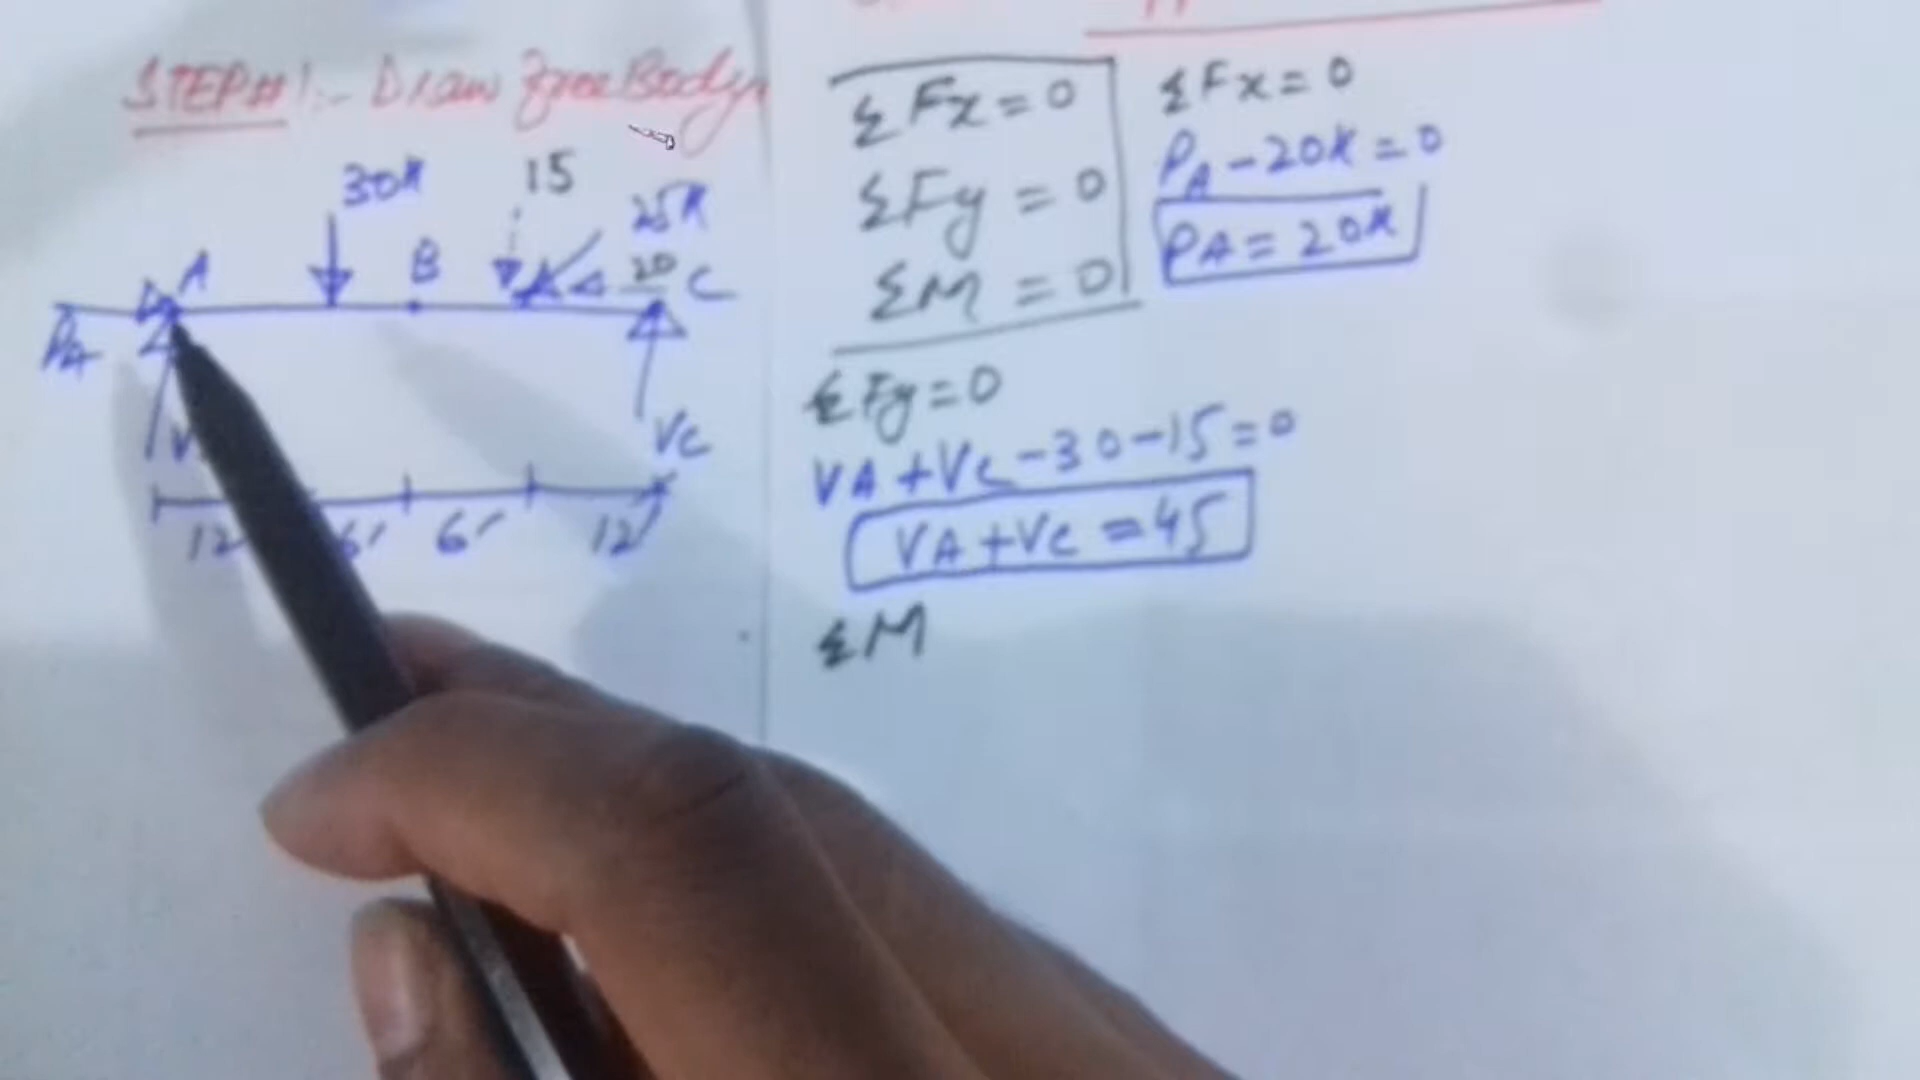 STEP#1:- Draw Free Body
30K
15
25K
A
B
20
C
PA
V
VC
12
6'
6'
12'
ΣFx=0
ΣFy=0
ΣM=0
ΣFx=0
PA-20K=0
PA=20K
ΣFy=0
VA+VC-30-15=0
VA+VC=45
ΣM